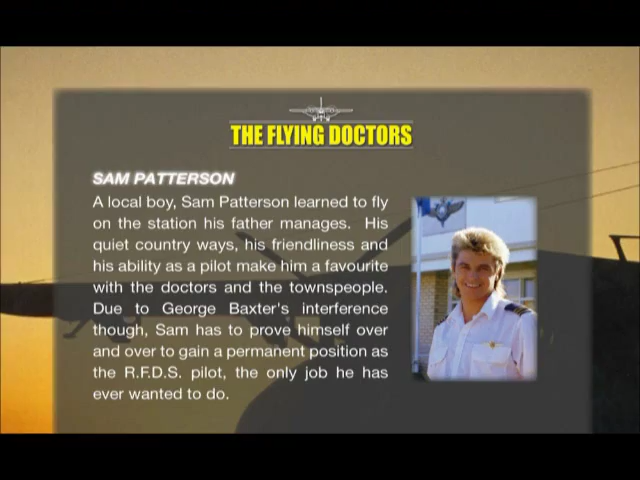 THE FLYING DOCTORS
SAM PATTERSON
A local boy, Sam Patterson learned to fly
on the station his father manages. His
quiet country ways, his friendliness and
his ability as a pilot make him a favourite
with the doctors and the townspeople.
Due to George Baxter's interference
though, Sam has to prove himself over
and over to gain a permanent position as
the R.F.D.S. pilot, the only job he has
ever wanted to do.